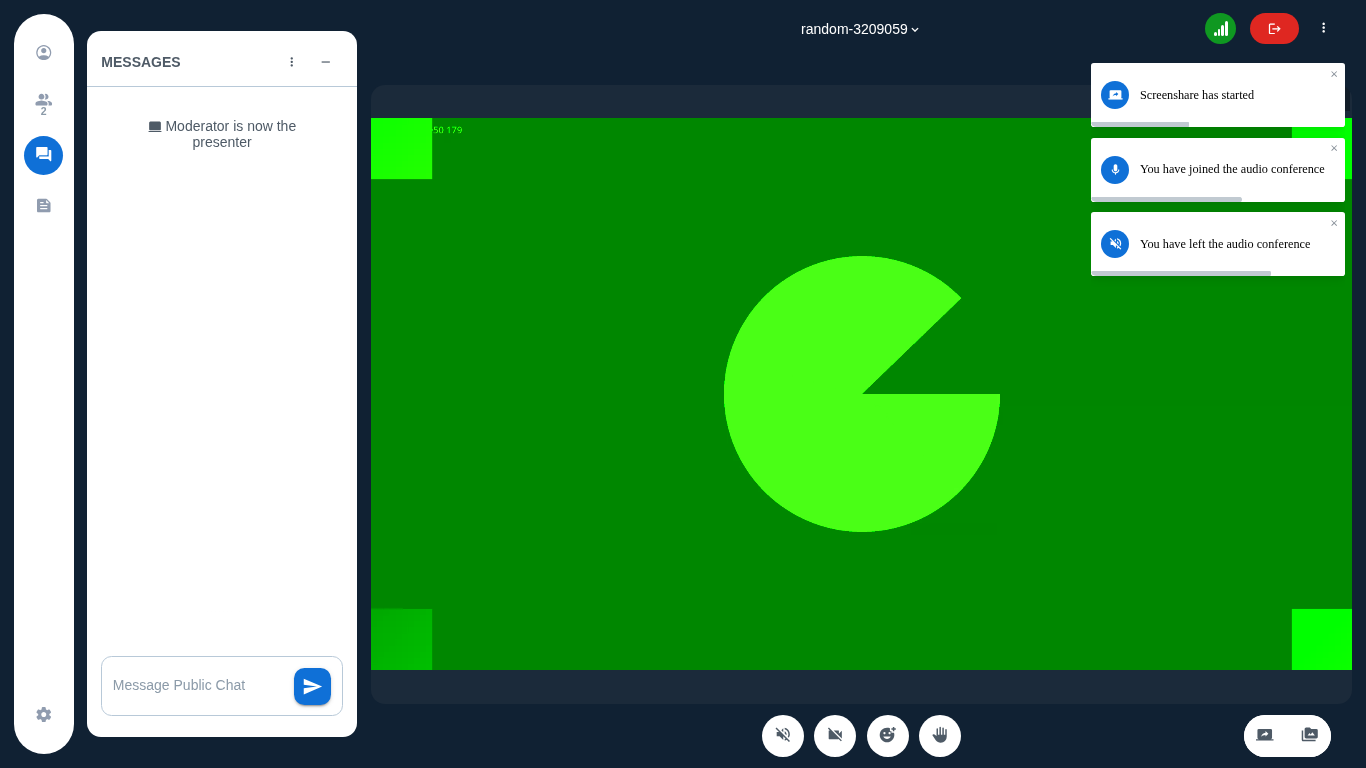 random-3209059
MESSAGES
2
Moderator is now the
presenter
Message Public Chat
179
Screenshare has started
You have joined the audio conference
You have left the audio conference